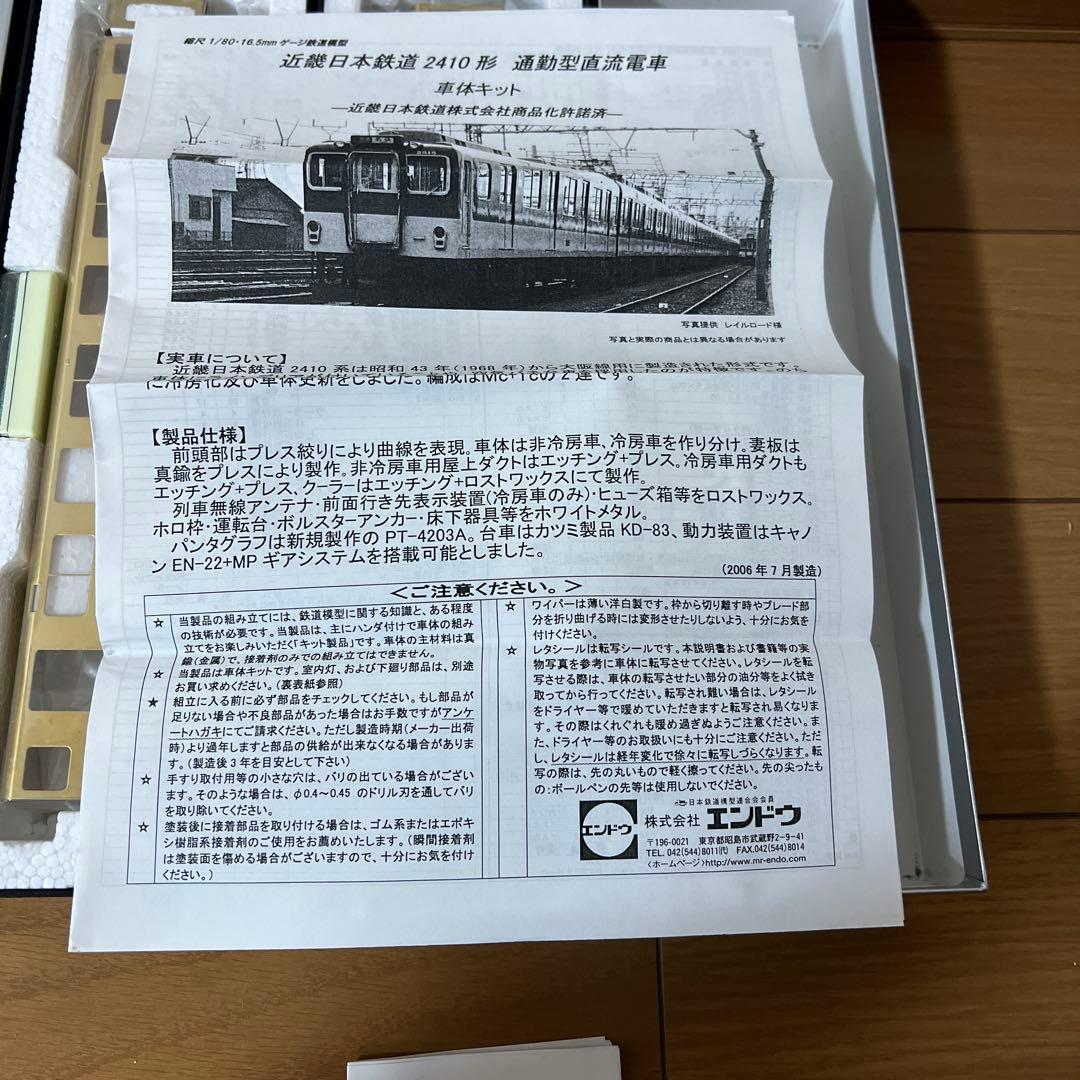 縮尺 1/80・16.5mm ゲージ鉄道模型
近畿日本鉄道 2410 形 通勤型直流電車
車体キット
―近畿日本鉄道株式会社商品化許諾済―
2515
写真提供 レイルロード様
写真と実際の商品とは異なる場合があります
【実車について】
近畿日本鉄道 2410 系は昭和 43 年(1968 年)から大阪線用に製造された形式です。
に冷房化及び車体更新をしました。編成はMc+Tcの2連です。
【製品仕様】
前頭部はプレス絞りにより曲線を表現。車体は非冷房車、冷房車を作り分け。妻板は
真鍮をプレスにより製作。非冷房車用屋上ダクトはエッチング+プレス。冷房車用ダクトも
エッチング+プレス、クーラーはエッチング+ロストワックスにて製作。
列車無線アンテナ・前面行き先表示装置(冷房車のみ)・ヒューズ箱等をロストワックス。
ホロ枠・運転台・ボルスターアンカー・床下器具等をホワイトメタル。
パンタグラフは新規製作の PT-4203A。台車はカツミ製品 KD-83、動力装置はキャノ
ン EN-22+MP ギアシステムを搭載可能としました。
(2006 年 7 月製造)
＜ご注意ください。＞
☆ 当製品の組み立てには、鉄道模型に関する知識と、ある程度
の技術が必要です。当製品は、主にハンダ付けで車体の組み
立てをお楽しみいただく「キット製品」です。車体の主材料は真
鍮(金属)で、接着剤のみでの組み立てはできません。
☆ 当製品は車体キットです。室内灯、および下廻り部品は、別途
お買い求めください。(裏表紙参照)
★ 組立に入る前に必ず部品をチェックしてください。もし部品が
足りない場合や不良部品があった場合はお手数ですがアンケ
ートハガキにてご請求ください。ただし製造時期(メーカー出荷
時)より過年しますと部品の供給が出来なくなる場合がありま
す。(製造後 3 年を目安として下さい)
☆ 手すり取付用等の小さな穴は、バリの出ている場合がござい
ます。そのような場合は、φ0.4～0.45 のドリル刃を通してバリ
を取り除いてください。
☆ 塗装後に接着部品を取り付ける場合は、ゴム系またはエポキ
シ樹脂系接着剤のご使用をお薦めいたします。(瞬間接着剤
は塗装面を傷める場合がございますので、十分にお気を付け
ください。)
☆ ワイパーは薄い洋白製です。枠から切り離す時やブレード部
分を折り曲げる時には変形させたりしないよう、十分にお気を
付けください。
☆ レタシールは転写シールです。本説明書および書籍等の実
物写真を参考に車体に転写させてください。レタシールを転
写させる際は、車体の転写させたい部分の油分等をよく拭き
取ってから行ってください。転写され難い場合は、レタシール
をドライヤー等で暖めていただきますと転写され易くなりま
す。その際はくれぐれも暖め過ぎぬようご注意ください。ま
た、ドライヤー等のお取扱いにも十分にご注意ください。ただ
し、レタシールは経年変化で徐々に転写しづらくなります。転
写の際は、先の丸いもので軽く擦ってください。先の尖ったも
の：ボールペンの先等は使用しないでください。
日本鉄道模型連合会会員
エンドウ 株式会社 エンドウ
〒196-0021 東京都昭島市武蔵野2-9-41
TEL. 042(544)8011(代) FAX.042(544)8014
<ホームページ>http://www.mr-endo.com/